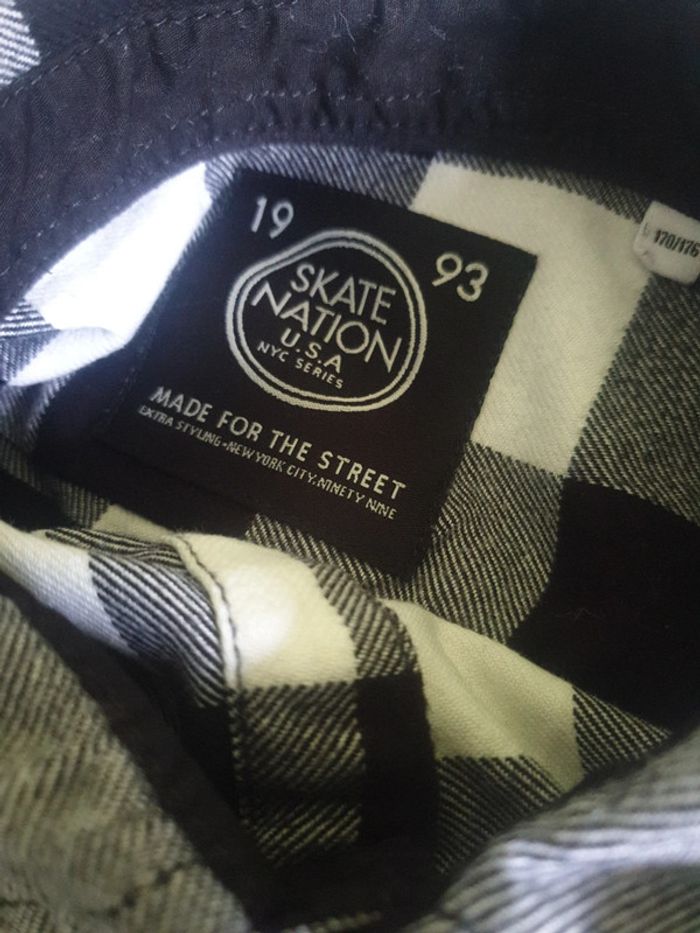 19 93
SKATE
NATION
U.S.A
NYC SERIES
MADE FOR THE STREET
EXTRA STYLING-NEW YORK CITY.NINETY NINE
170/176